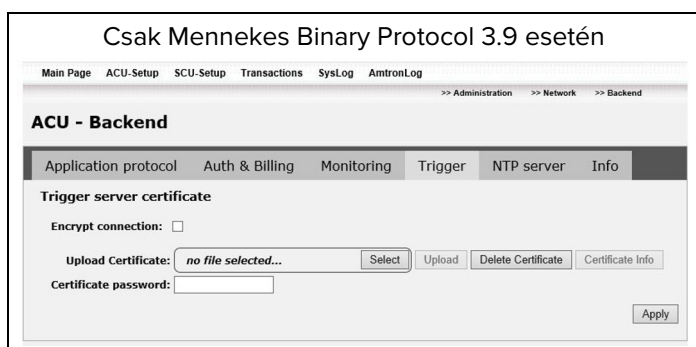 Csak Mennekes Binary Protocol 3.9 esetén
Main Page ACU-Setup SCU-Setup Transactions SysLog AmtronLog
>> Administration >> Network >> Backend
ACU - Backend
Application protocol Auth & Billing Monitoring Trigger NTP server Info
Trigger server certificate
Encrypt connection:
Upload Certificate: no file selected... Select Upload Delete Certificate Certificate Info
Certificate password:
Apply